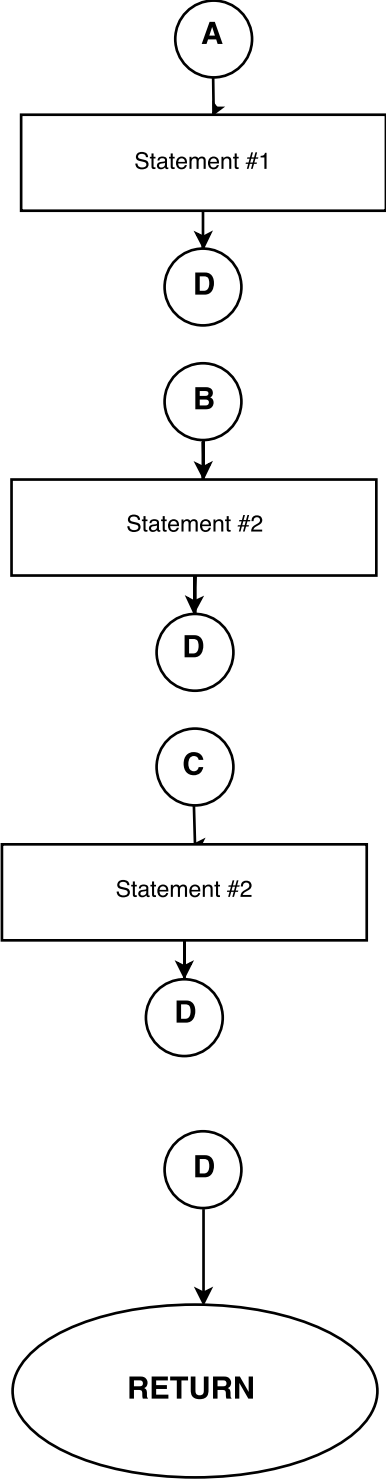 A
Statement #1
D
B
Statement #2
D
C
Statement #2
D
D
RETURN